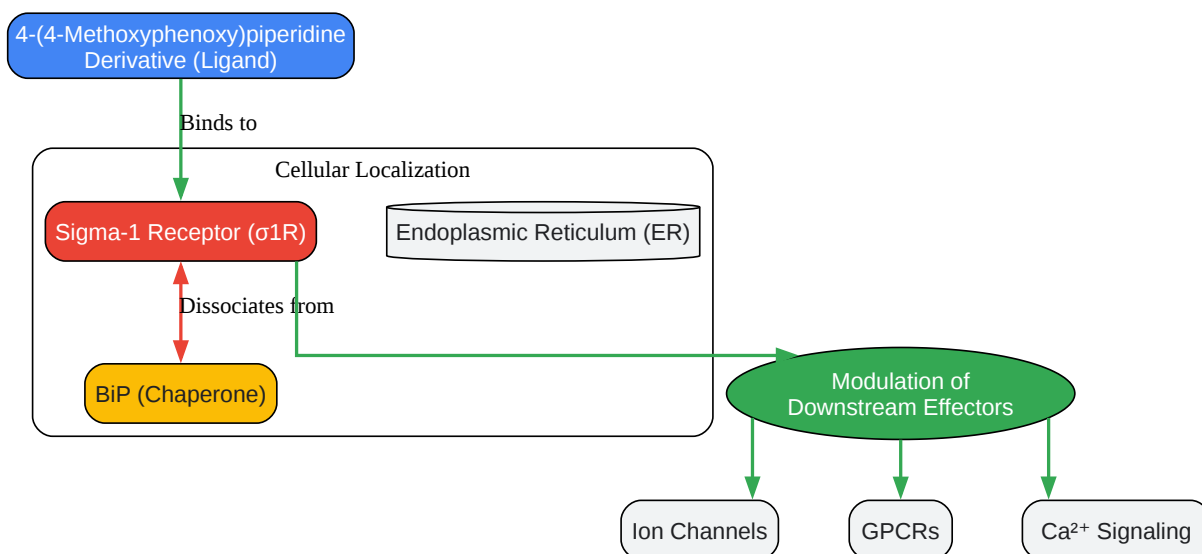 4-(4-Methoxyphenoxy)piperidine
Derivative (Ligand)
Binds to
Cellular Localization
Sigma-1 Receptor (σ1R)
Endoplasmic Reticulum (ER)
Dissociates from
BiP (Chaperone)
Modulation of
Downstream Effectors
Ion Channels
GPCRs
Ca²⁺ Signaling